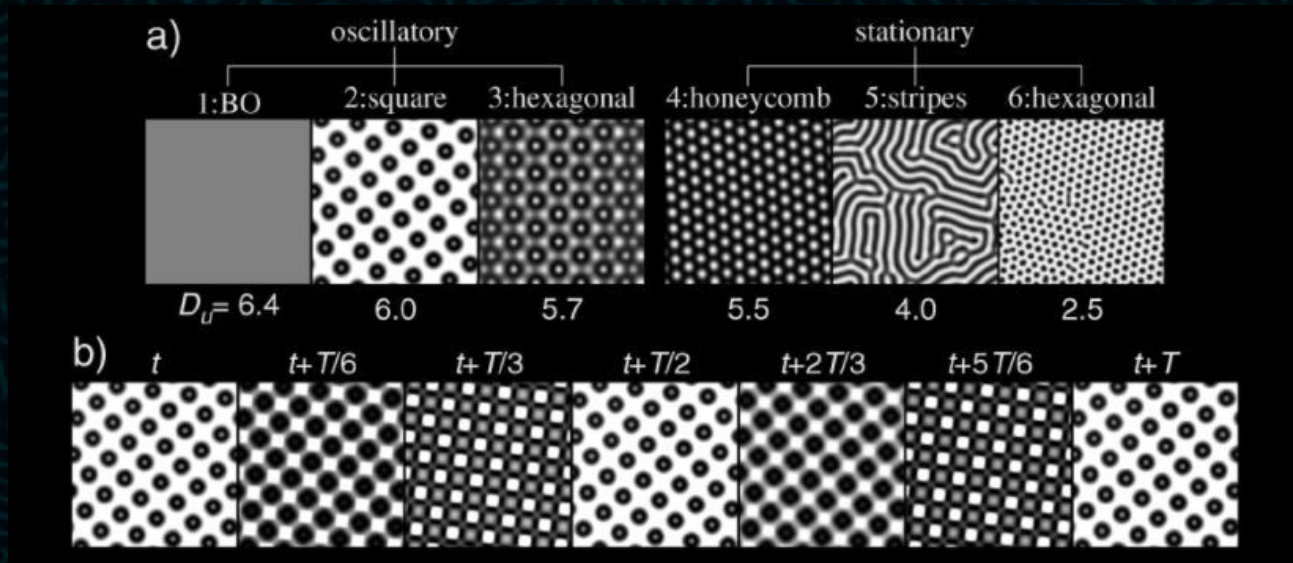 a)
oscillatory
stationary
1:BO 2:square 3:hexagonal 4:honeycomb 5:stripes 6:hexagonal
Du= 6.4 6.0 5.7 5.5 4.0 2.5
b)
t t+T/6 t+T/3 t+T/2 t+2T/3 t+5T/6 t+T